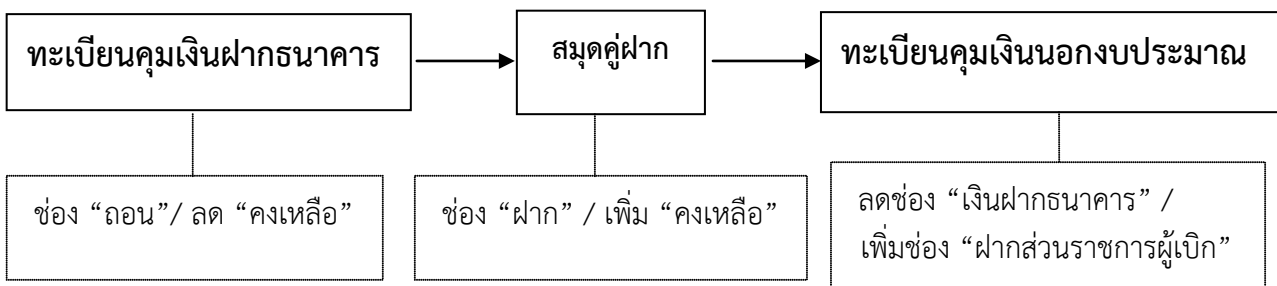 ทะเบียนคุมเงินฝากธนาคาร
สมุดคู่ฝาก
ทะเบียนคุมเงินนอกงบประมาณ
ช่อง “ถอน”/ ลด “คงเหลือ”
ช่อง “ฝาก” / เพิ่ม “คงเหลือ”
ลดช่อง “เงินฝากธนาคาร” /
เพิ่มช่อง “ฝากส่วนราชการผู้เบิก”